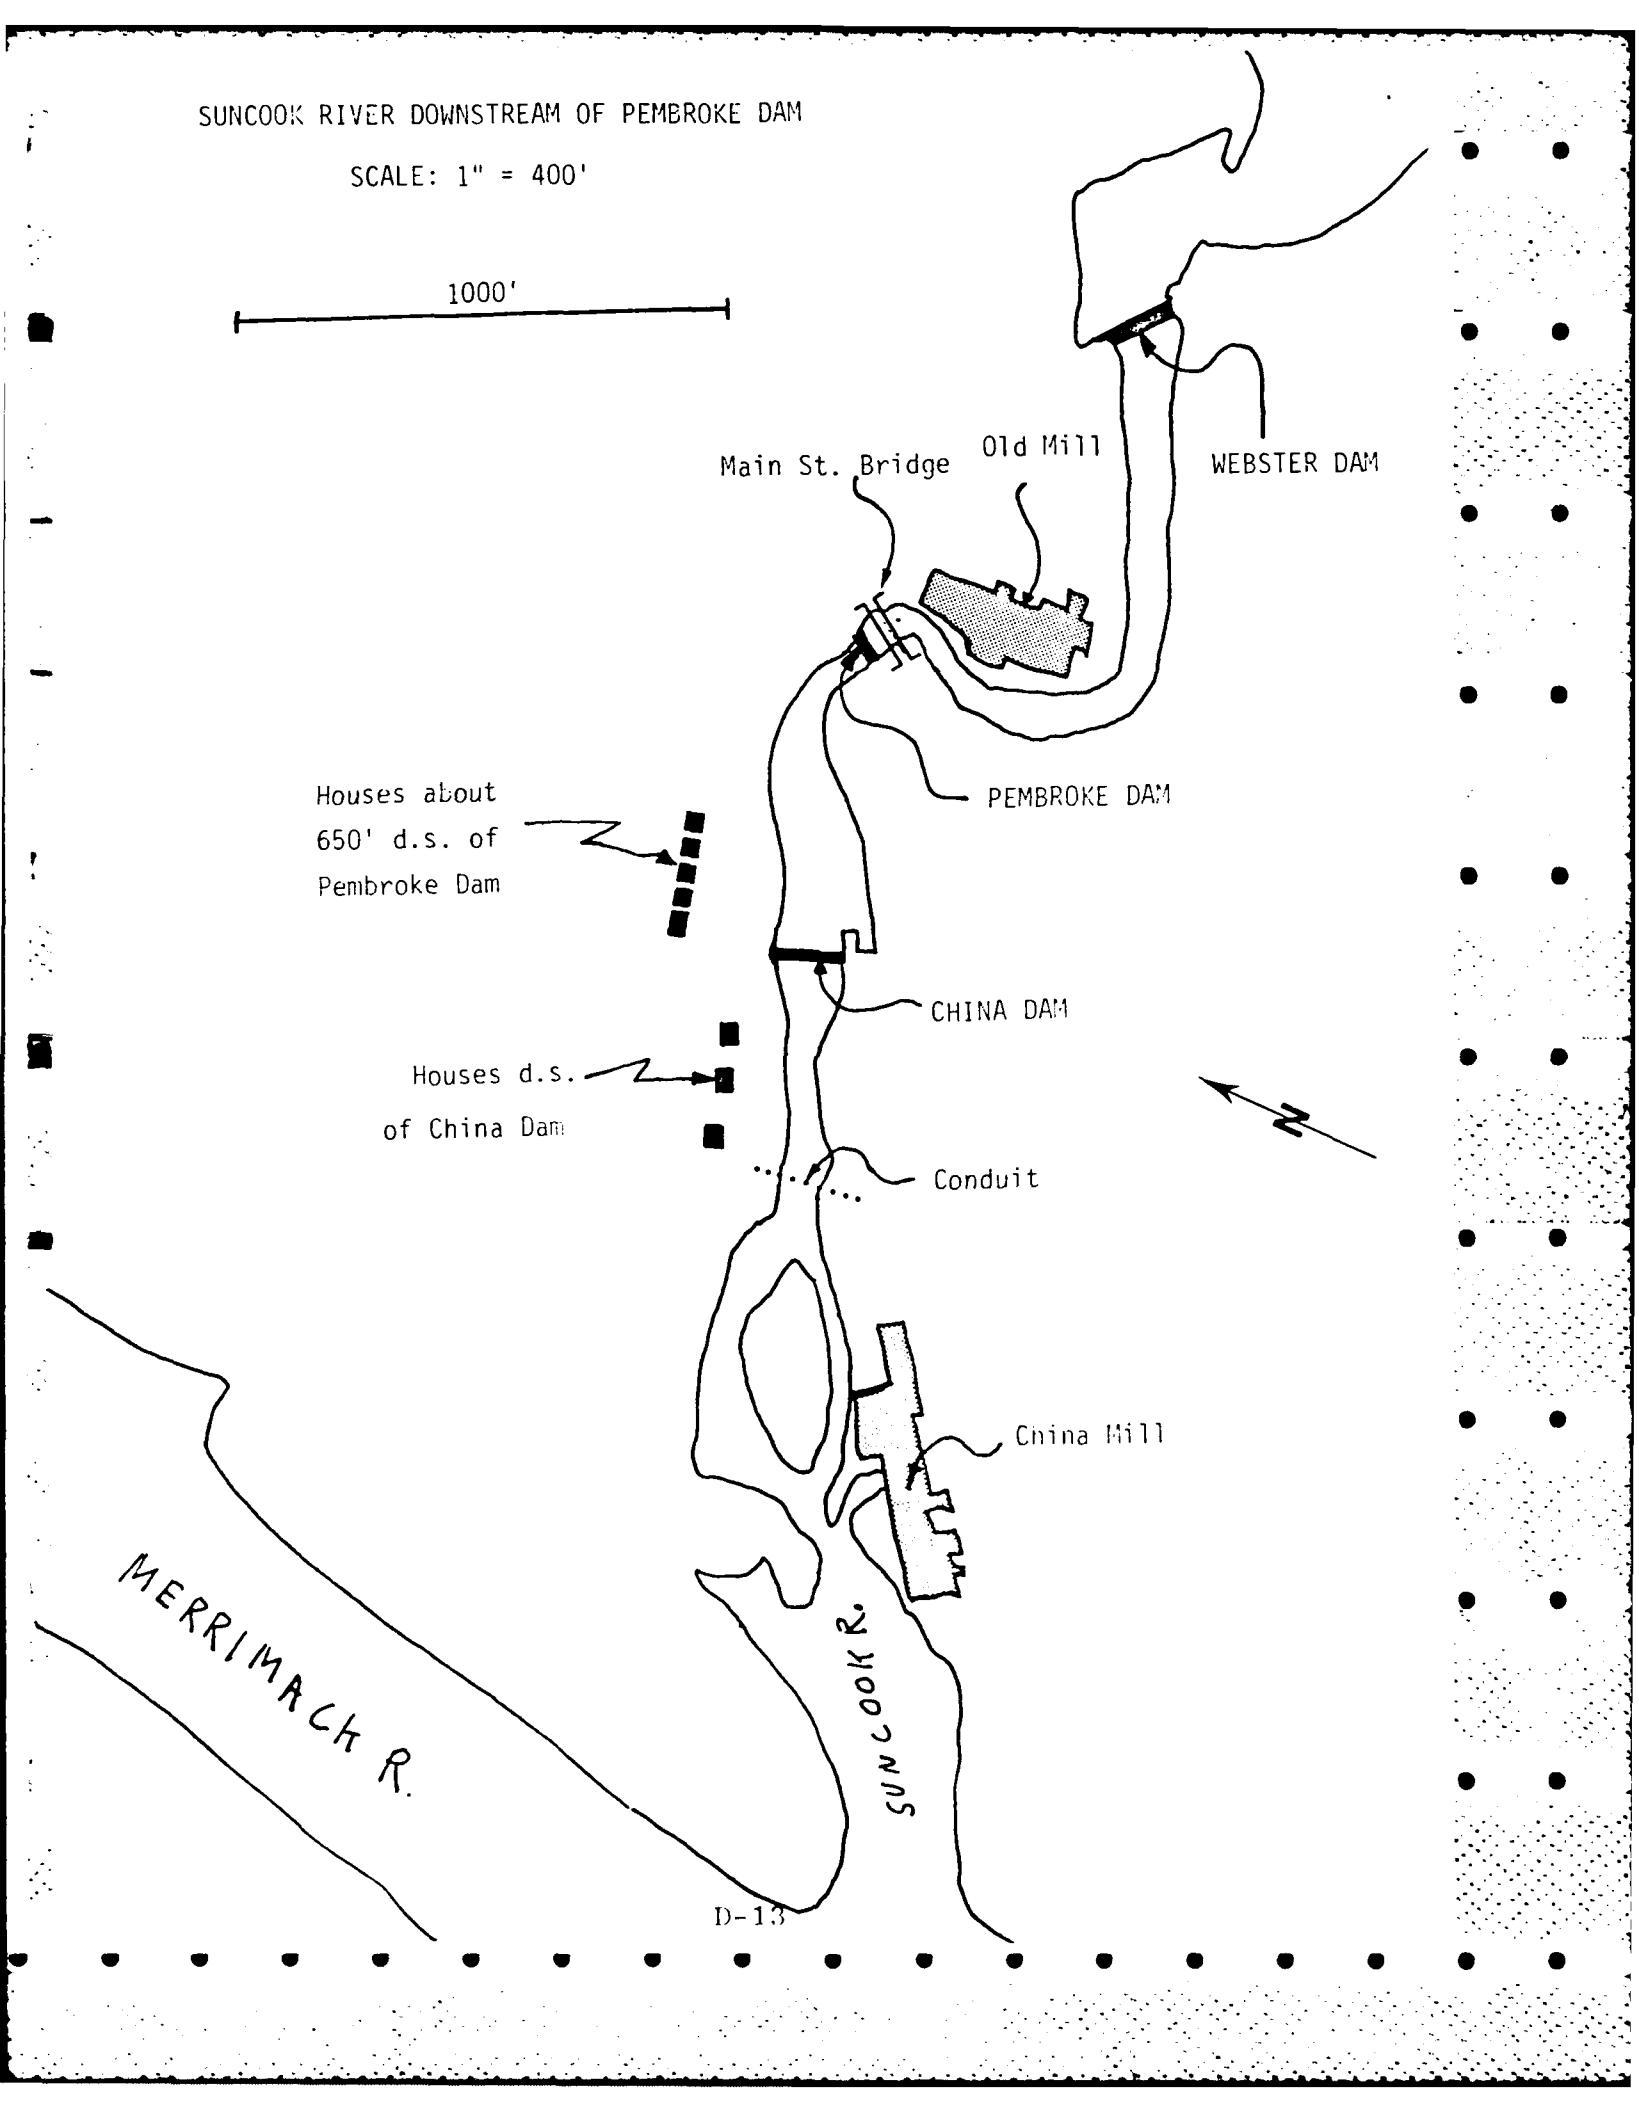 SUNCOOK RIVER DOWNSTREAM OF PEMBROKE DAM
SCALE: 1" = 400'
1000'
Main St. Bridge
Old Mill
WEBSTER DAM
Houses about
650' d.s. of
Pembroke Dam
PEMBROKE DAM
CHINA DAM
Houses d.s.
of China Dam
N
Conduit
China Mill
MERRIMACK R.
SUNCOOK R.
D-13